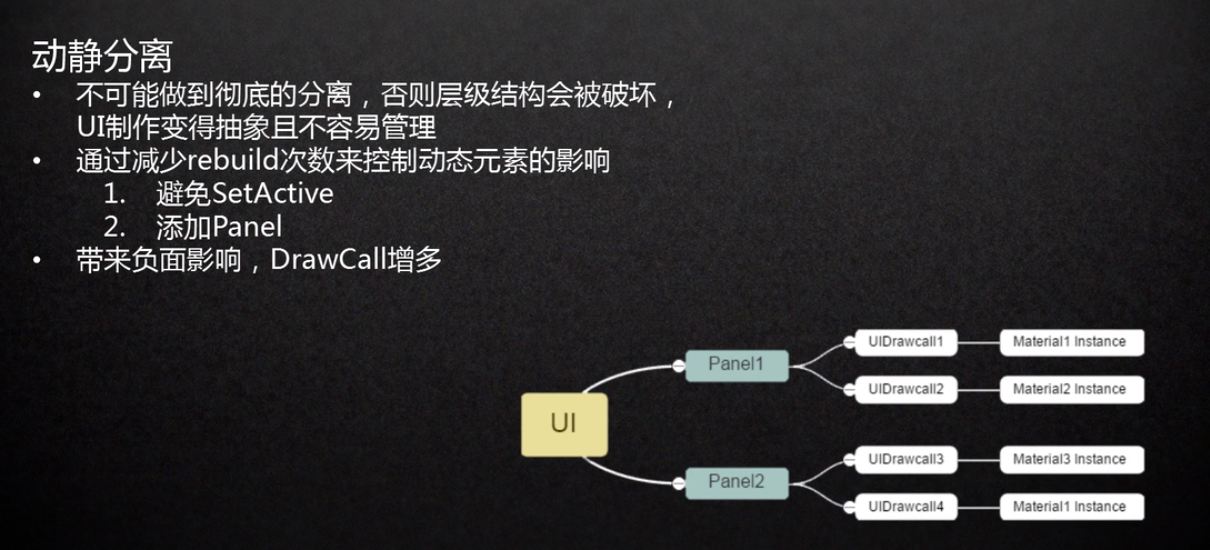 动静分离
• 不可能做到彻底的分离，否则层级结构会被破坏，
UI制作变得抽象且不容易管理
• 通过减少rebuild次数来控制动态元素的影响
1. 避免SetActive
2. 添加Panel
• 带来负面影响，DrawCall增多
UI
Panel1
UIDrawcall1
Material1 Instance
UIDrawcall2
Material2 Instance
Panel2
UIDrawcall3
Material3 Instance
UIDrawcall4
Material1 Instance